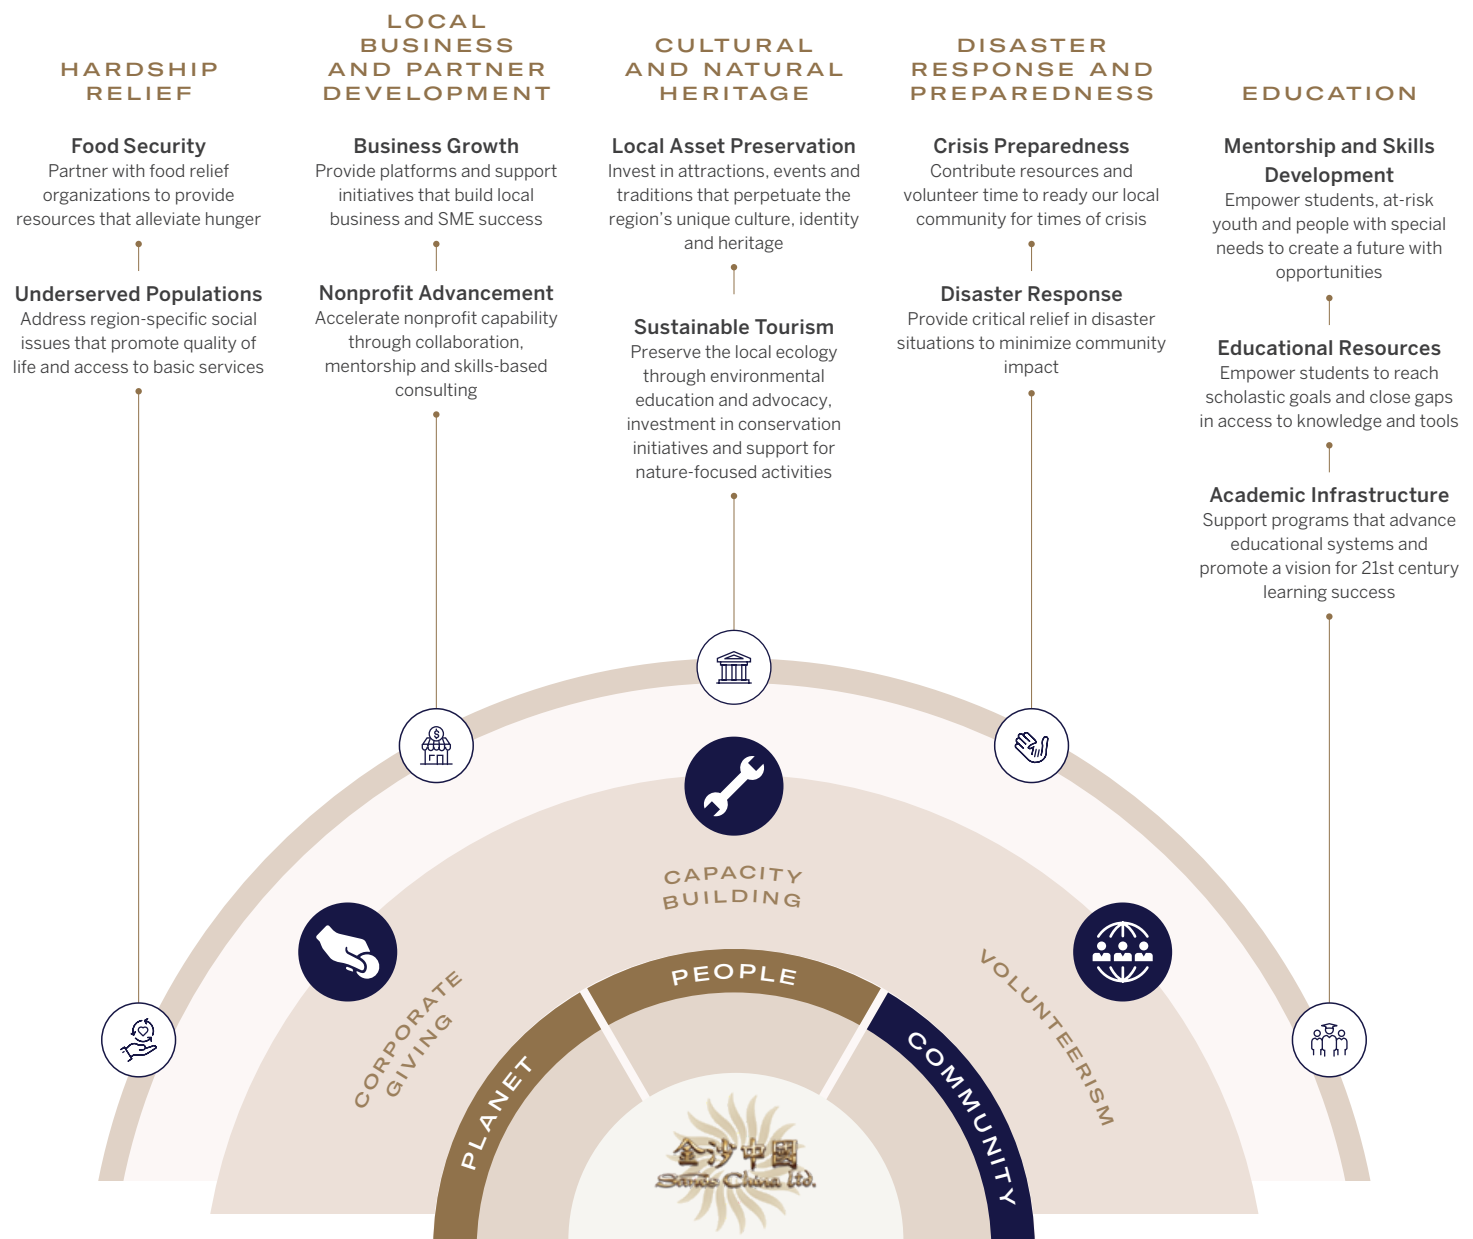 HARDSHIP
RELIEF
Food Security
Partner with food relief
organizations to provide
resources that alleviate hunger
Underserved Populations
Address region-specific social
issues that promote quality of
life and access to basic services
LOCAL
BUSINESS
AND PARTNER
DEVELOPMENT
Business Growth
Provide platforms and support
initiatives that build local
business and SME success
Nonprofit Advancement
Accelerate nonprofit capability
through collaboration,
mentorship and skills-based
consulting
CULTURAL
AND NATURAL
HERITAGE
Local Asset Preservation
Invest in attractions, events and
traditions that perpetuate the
region's unique culture, identity
and heritage
Sustainable Tourism
Preserve the local ecology
through environmental
education and advocacy,
investment in conservation
initiatives and support for
nature-focused activities
DISASTER
RESPONSE AND
PREPAREDNESS
Crisis Preparedness
Contribute resources and
volunteer time to ready our local
community for times of crisis
Disaster Response
Provide critical relief in disaster
situations to minimize community
impact
EDUCATION
Mentorship and Skills
Development
Empower students, at-risk
youth and people with special
needs to create a future with
opportunities
Educational Resources
Empower students to reach
scholastic goals and close gaps
in access to knowledge and tools
Academic Infrastructure
Support programs that advance
educational systems and
promote a vision for 21st century
learning success
CORPORATE
GIVING
CAPACITY
BUILDING
VOLUNTEERISM
PLANET
PEOPLE
COMMUNITY
金沙中國
Sands China Ltd.